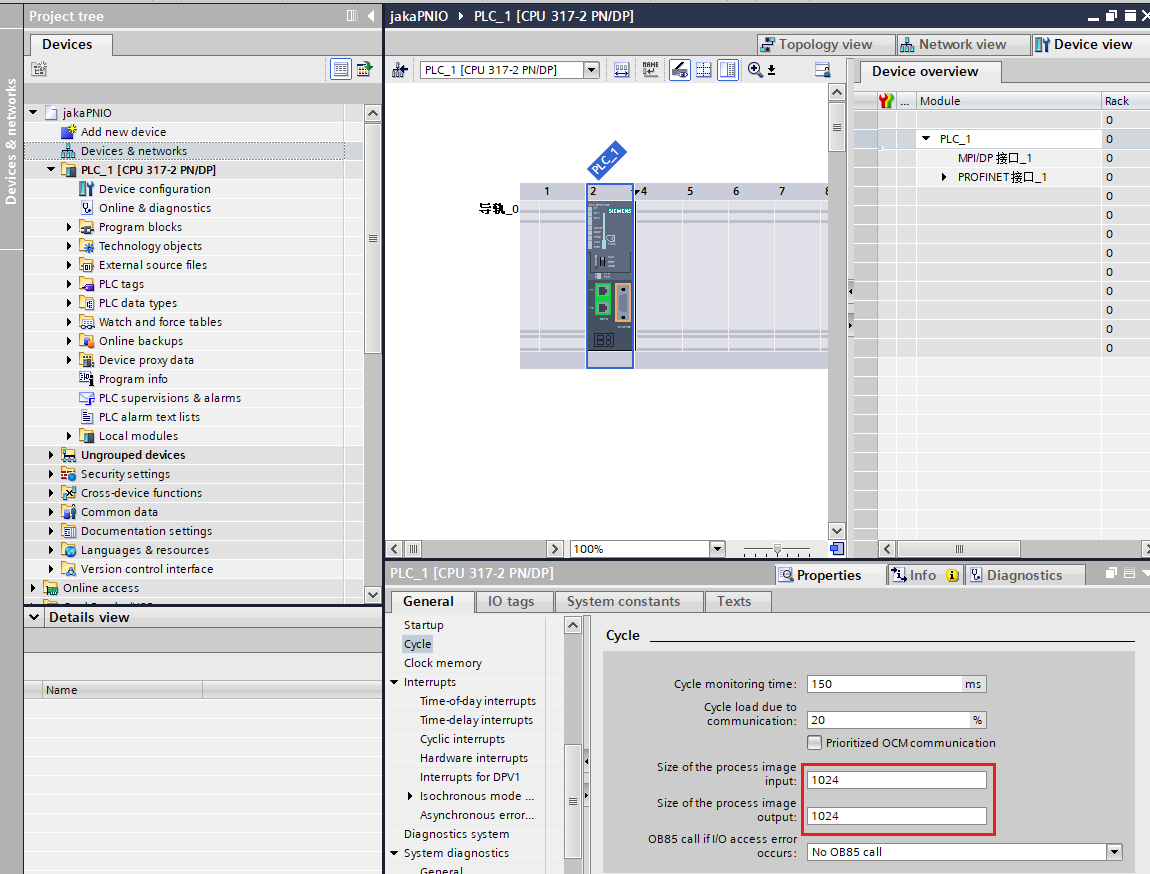 Project tree
Devices
Devices & networks
jakaPNIO
Add new device
Devices & networks
PLC_1 [CPU 317-2 PN/DP]
Device configuration
Online & diagnostics
Program blocks
Technology objects
External source files
PLC tags
PLC data types
Watch and force tables
Online backups
Device proxy data
Program info
PLC supervisions & alarms
PLC alarm text lists
Local modules
Ungrouped devices
Security settings
Cross-device functions
Common data
Documentation settings
Languages & resources
Version control interface
Online access
Details view
Name
jakaPNIO PLC_1 [CPU 317-2 PN/DP]
Topology view Network view Device view
PLC_1 [CPU 317-2 PN/DP]
PLC_1
1 2 4 5 6 7 8
导轨_0
SIEMENS
100%
Device overview
... Module Rack
0
PLC_1 0
MPI/DP 接口_1 0
PROFINET接口_1 0
0
0
0
0
0
0
0
0
0
PLC_1 [CPU 317-2 PN/DP]
Properties Info Diagnostics
General IO tags System constants Texts
Startup
Cycle
Clock memory
Interrupts
Time-of-day interrupts
Time-delay interrupts
Cyclic interrupts
Hardware interrupts
Interrupts for DPV1
Isochronous mode ...
Asynchronous error...
Diagnostics system
System diagnostics
General
Cycle
Cycle monitoring time: 150 ms
Cycle load due to
communication: 20 %
Prioritized OCM communication
Size of the process image
input: 1024
Size of the process image
output: 1024
OB85 call if I/O access error
occurs: No OB85 call